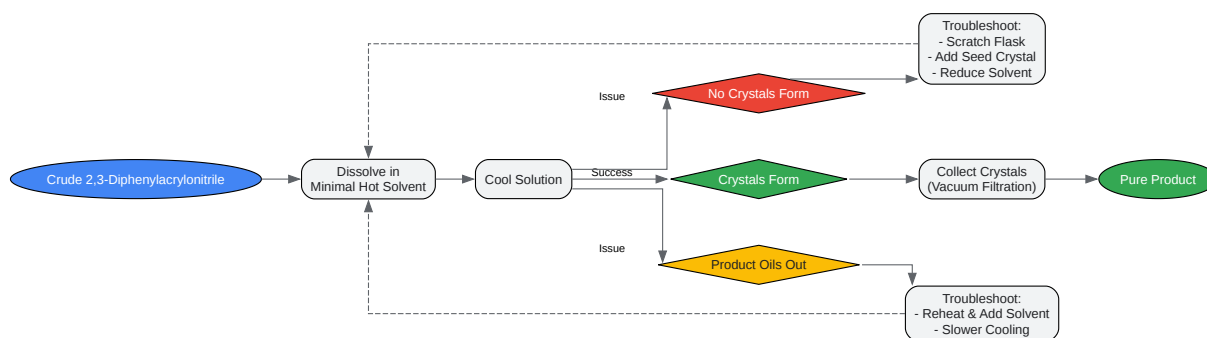 Troubleshoot:
- Scratch Flask
- Add Seed Crystal
- Reduce Solvent
No Crystals Form
Issue
Crude 2,3-Diphenylacrylonitrile
Dissolve in
Minimal Hot Solvent
Cool Solution
Success
Crystals Form
Collect Crystals
(Vacuum Filtration)
Pure Product
Issue
Product Oils Out
Troubleshoot:
- Reheat & Add Solvent
- Slower Cooling